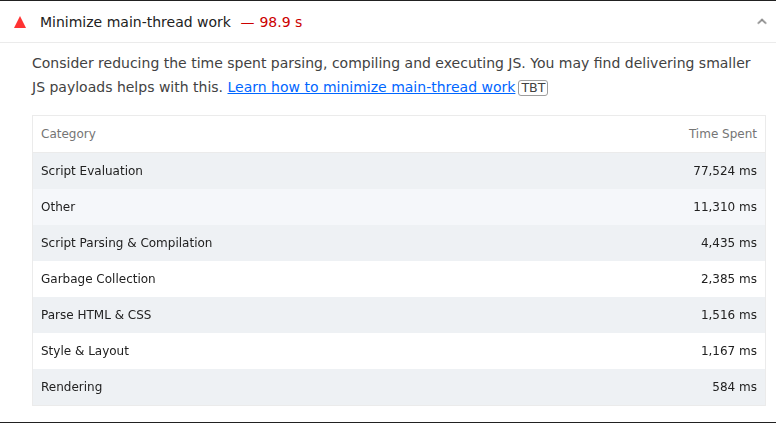 Minimize main-thread work — 98.9 s
Consider reducing the time spent parsing, compiling and executing JS. You may find delivering smaller
JS payloads helps with this. Learn how to minimize main-thread work TBT
Category Time Spent
Script Evaluation 77,524 ms
Other 11,310 ms
Script Parsing & Compilation 4,435 ms
Garbage Collection 2,385 ms
Parse HTML & CSS 1,516 ms
Style & Layout 1,167 ms
Rendering 584 ms